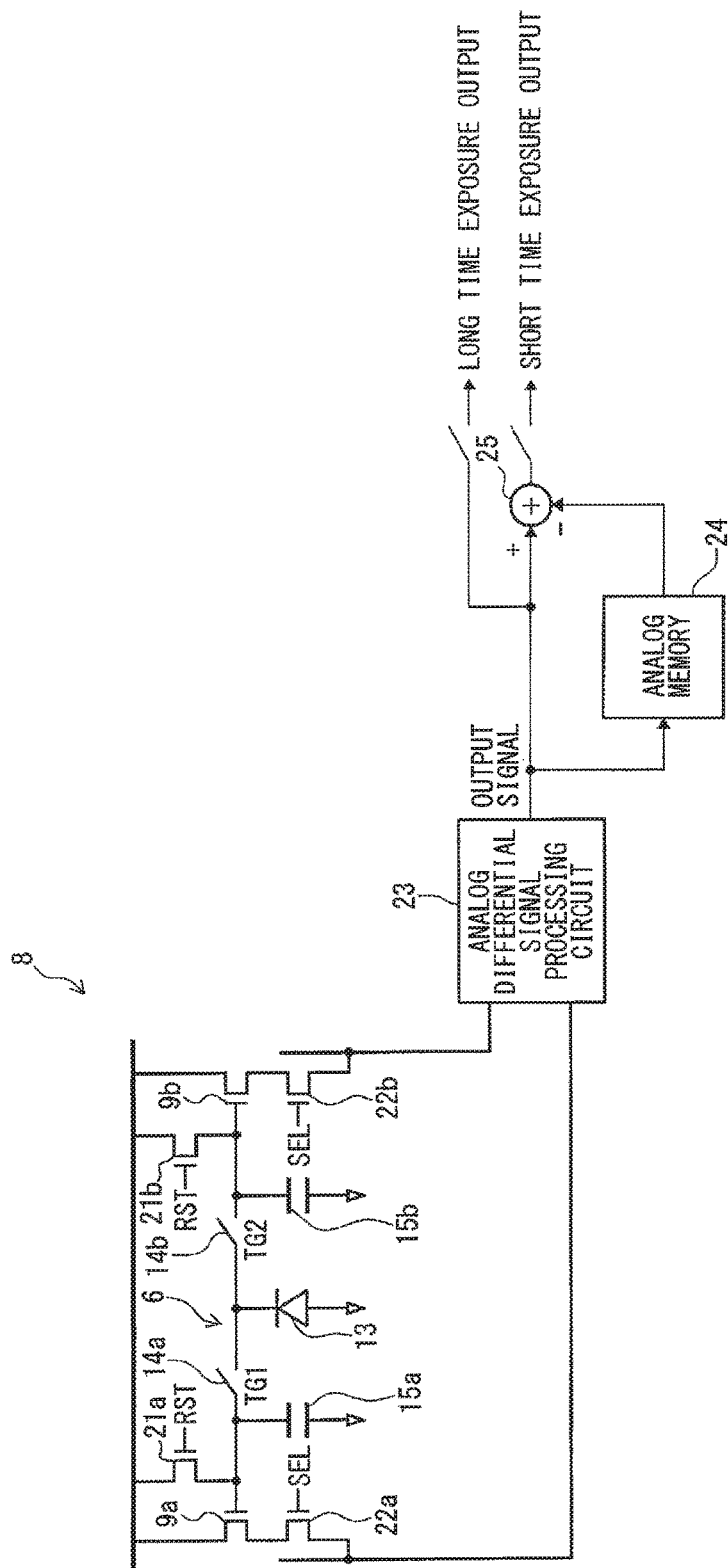 8
21a
RST
9a
SEL
22a
14a
TG1
15a
6
13
14b
TG2
15b
21b
RST
9b
SEL
22b
23
ANALOG
DIFFERENTIAL
SIGNAL
PROCESSING
CIRCUIT
OUTPUT
SIGNAL
24
ANALOG
MEMORY
25
+
+
-
LONG TIME EXPOSURE OUTPUT
SHORT TIME EXPOSURE OUTPUT